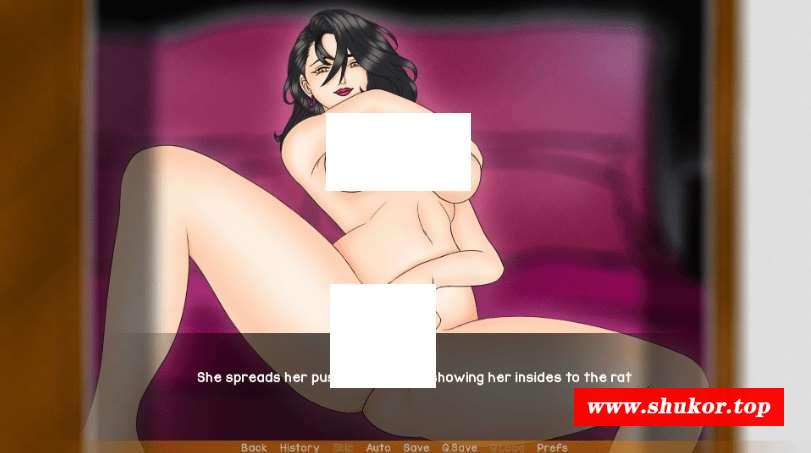 She spreads her pus showing her insides to the rat
www.shukor.top
Back History Skip Auto Save Q.Save Q.Load Prefs